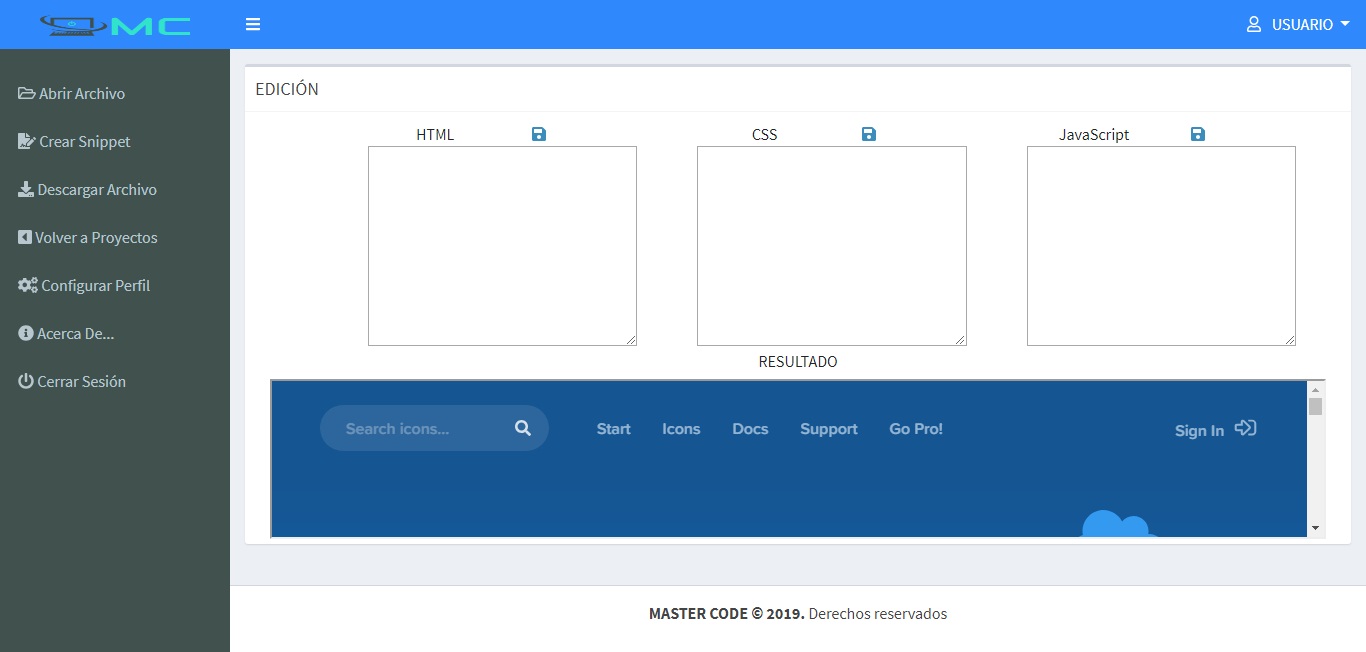 MC
USUARIO
Abrir Archivo
Crear Snippet
Descargar Archivo
Volver a Proyectos
Configurar Perfil
Acerca De...
Cerrar Sesión
EDICIÓN
HTML CSS JavaScript
RESULTADO
Search icons... Start Icons Docs Support Go Pro! Sign In
MASTER CODE © 2019. Derechos reservados